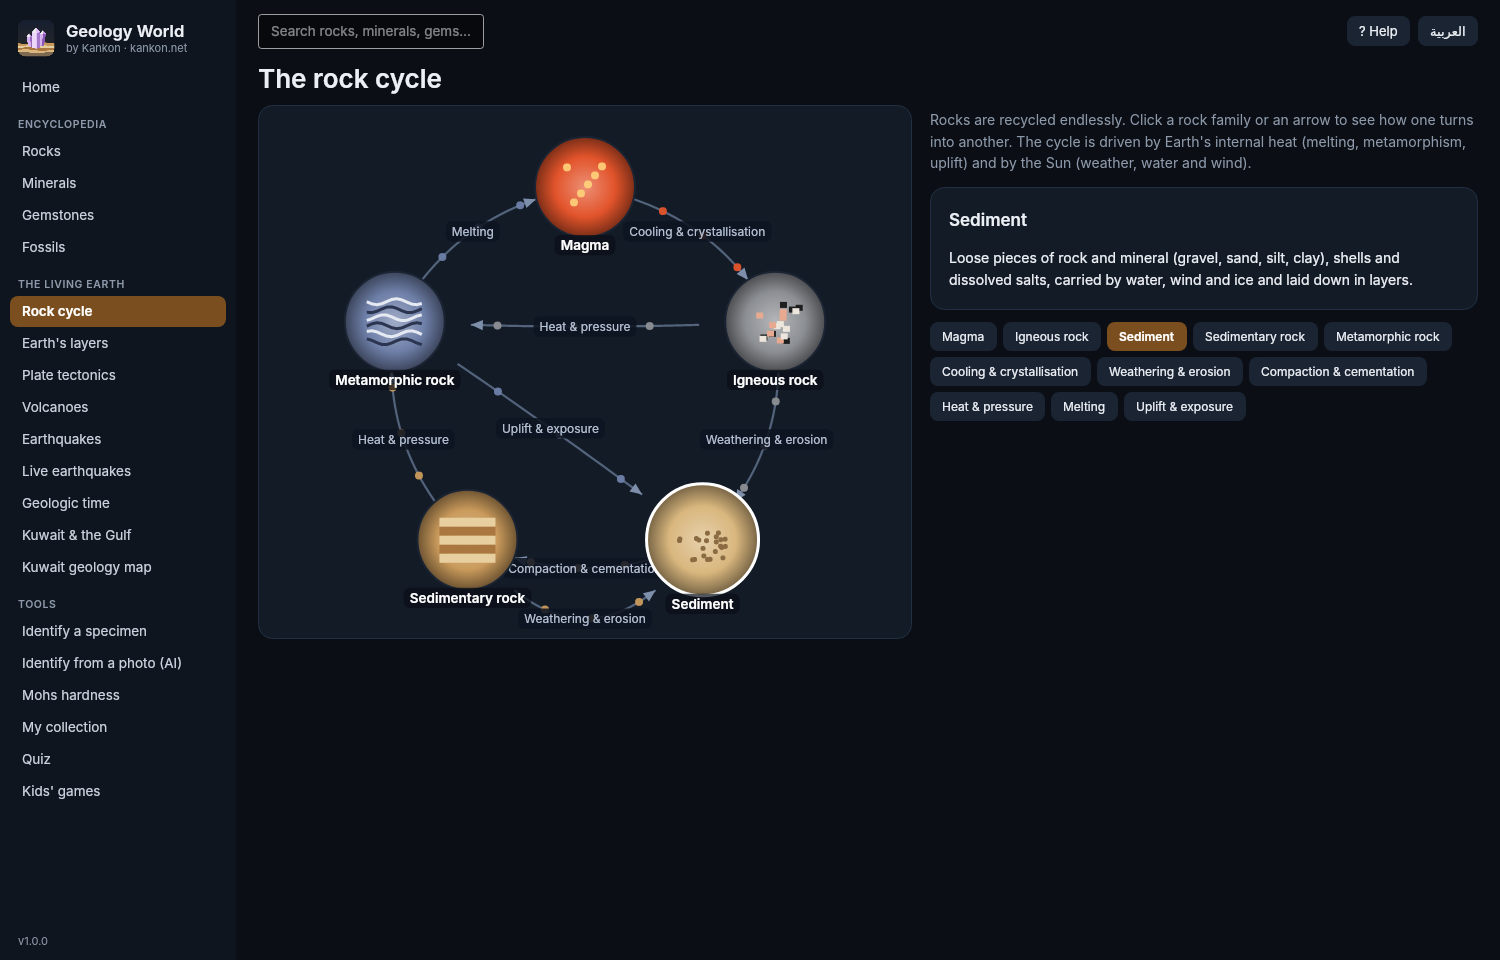 Geology World
by Kankon · kankon.net
Home
ENCYCLOPEDIA
Rocks
Minerals
Gemstones
Fossils
THE LIVING EARTH
Rock cycle
Earth's layers
Plate tectonics
Volcanoes
Earthquakes
Live earthquakes
Geologic time
Kuwait & the Gulf
Kuwait geology map
TOOLS
Identify a specimen
Identify from a photo (AI)
Mohs hardness
My collection
Quiz
Kids' games
v1.0.0
Search rocks, minerals, gems...
? Help
العربية
The rock cycle
Magma
Melting
Cooling & crystallisation
Heat & pressure
Metamorphic rock
Igneous rock
Uplift & exposure
Heat & pressure
Weathering & erosion
Compaction & cementatio
Sedimentary rock
Sediment
Weathering & erosion
Rocks are recycled endlessly. Click a rock family or an arrow to see how one turns
into another. The cycle is driven by Earth's internal heat (melting, metamorphism,
uplift) and by the Sun (weather, water and wind).
Sediment
Loose pieces of rock and mineral (gravel, sand, silt, clay), shells and
dissolved salts, carried by water, wind and ice and laid down in layers.
Magma
Igneous rock
Sediment
Sedimentary rock
Metamorphic rock
Cooling & crystallisation
Weathering & erosion
Compaction & cementation
Heat & pressure
Melting
Uplift & exposure